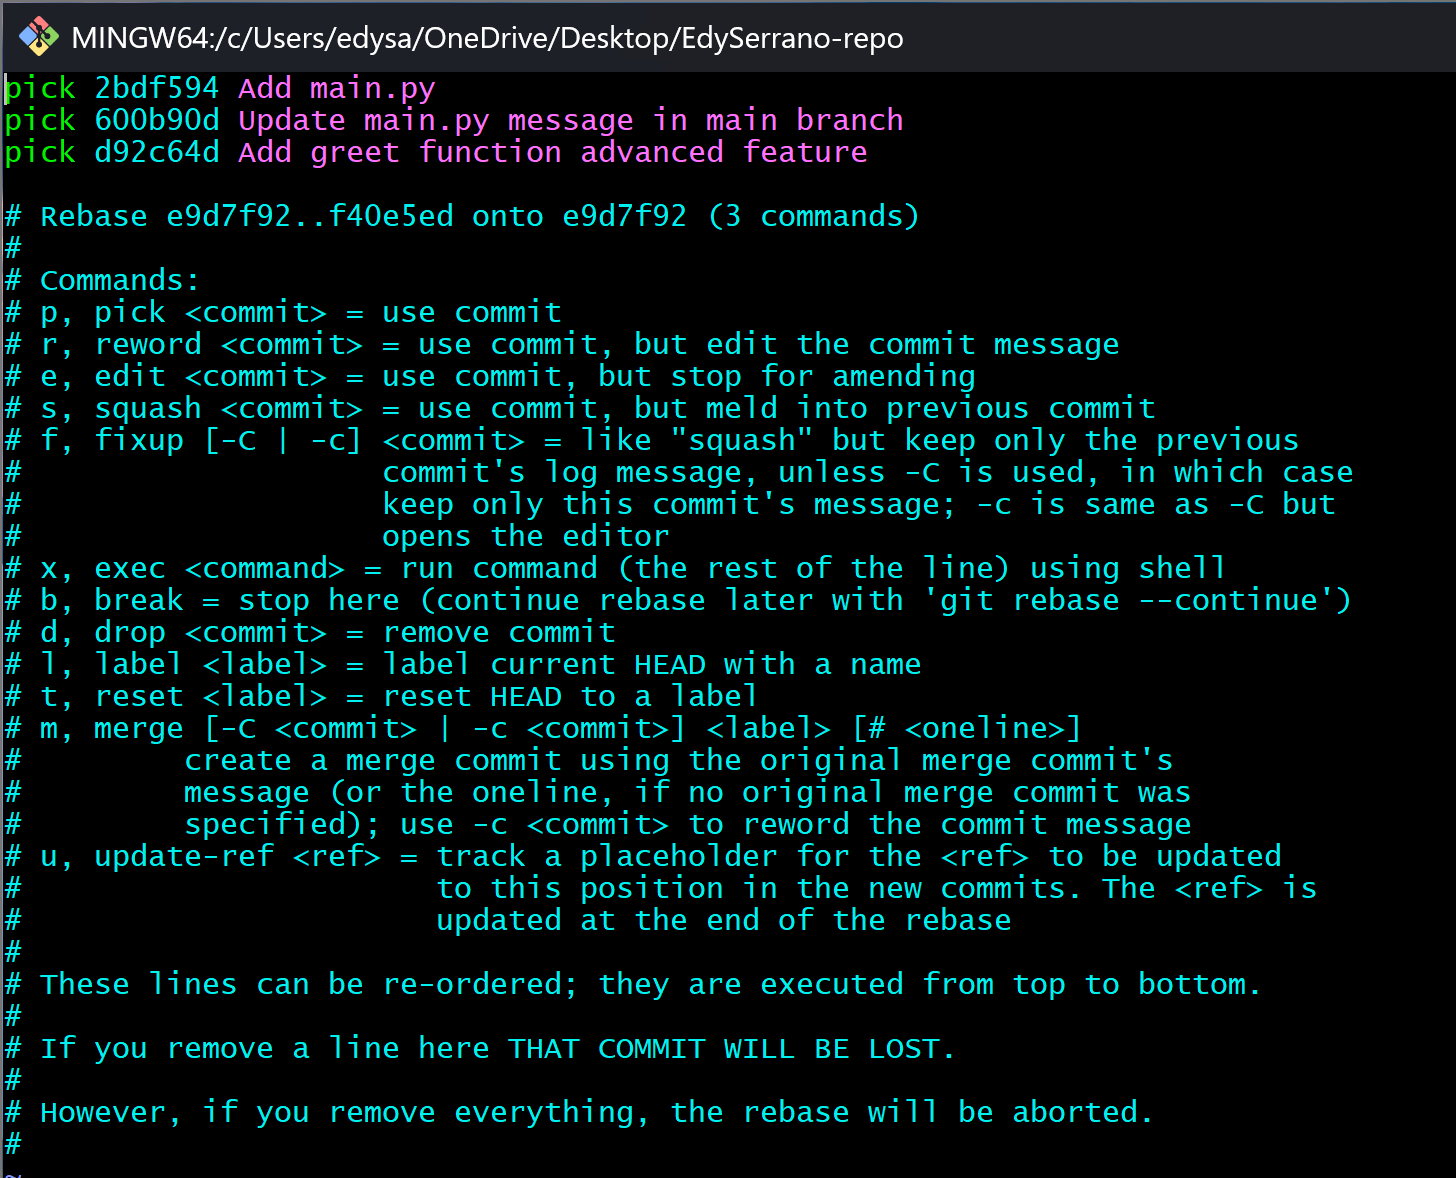 MINGW64:/c/Users/edysa/OneDrive/Desktop/EdySerrano-repo
pick 2bdf594 Add main.py
pick 600b90d Update main.py message in main branch
pick d92c64d Add greet function advanced feature

# Rebase e9d7f92..f40e5ed onto e9d7f92 (3 commands)
#
# Commands:
# p, pick <commit> = use commit
# r, reword <commit> = use commit, but edit the commit message
# e, edit <commit> = use commit, but stop for amending
# s, squash <commit> = use commit, but meld into previous commit
# f, fixup [-C | -c] <commit> = like "squash" but keep only the previous
#                    commit's log message, unless -C is used, in which case
#                    keep only this commit's message; -c is same as -C but
#                    opens the editor
# x, exec <command> = run command (the rest of the line) using shell
# b, break = stop here (continue rebase later with 'git rebase --continue')
# d, drop <commit> = remove commit
# l, label <label> = label current HEAD with a name
# t, reset <label> = reset HEAD to a label
# m, merge [-C <commit> | -c <commit>] <label> [# <oneline>]
#         create a merge commit using the original merge commit's
#         message (or the oneline, if no original merge commit was
#         specified); use -c <commit> to reword the commit message
# u, update-ref <ref> = track a placeholder for the <ref> to be updated
#                       to this position in the new commits. The <ref> is
#                       updated at the end of the rebase
#
# These lines can be re-ordered; they are executed from top to bottom.
#
# If you remove a line here THAT COMMIT WILL BE LOST.
#
# However, if you remove everything, the rebase will be aborted.
#
~